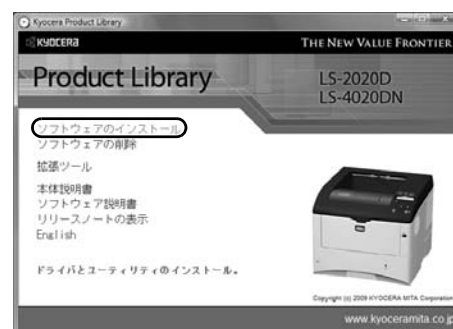 Kyocera Product Library
KYOCERA
THE NEW VALUE FRONTIER
Product Library
LS-2020D
LS-4020DN
ソフトウェアのインストール
ソフトウェアの削除
拡張ツール
本体説明書
ソフトウェア説明書
リリースノートの表示
English
ドライバとユーティリティのインストール。
Copyright (c) 2009 KYOCERA MITA Corporation
www.kyoceramita.co.jp